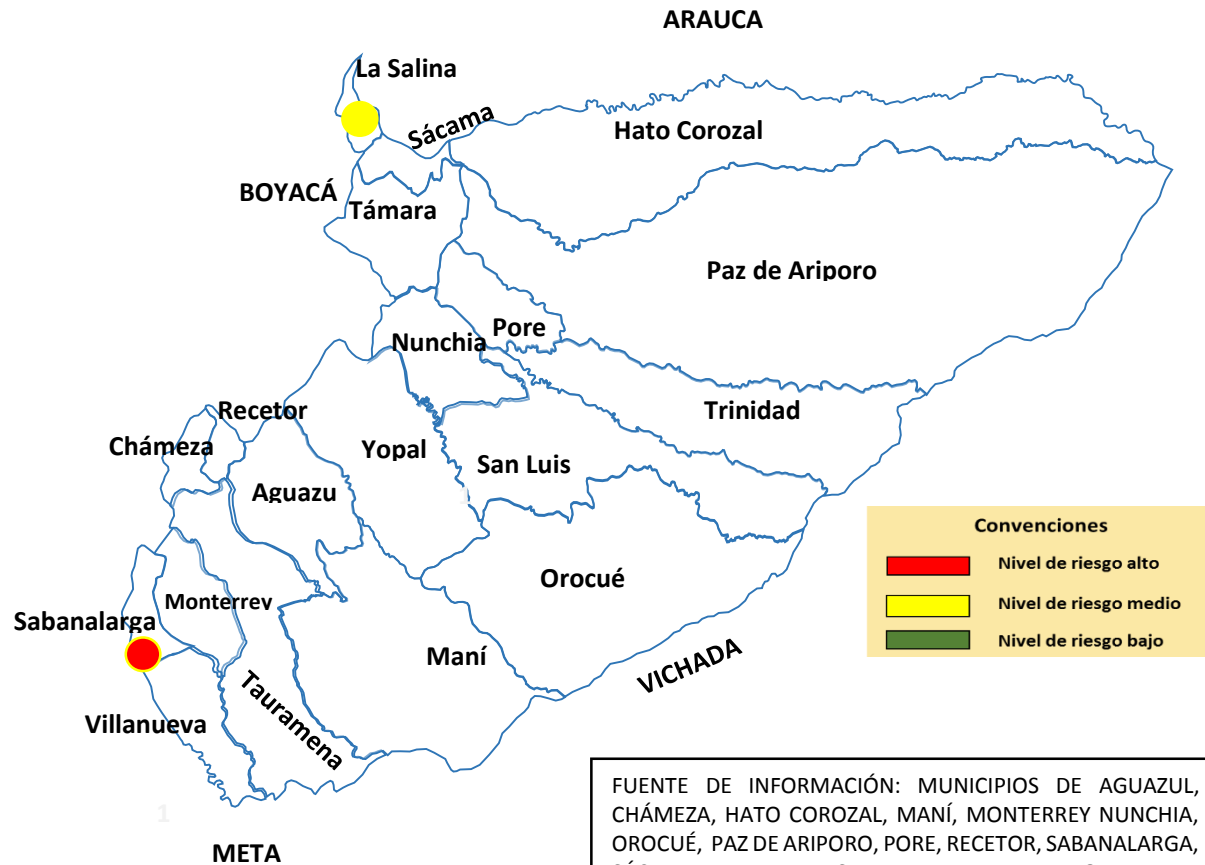 ARAUCA
La Salina
Sácama
Hato Corozal
BOYACÁ
Támara
Paz de Ariporo
Pore
Nunchia
Trinidad
Recetor
Chámeza
Yopal
San Luis
Aguazu
Convenciones
Nivel de riesgo alto
Nivel de riesgo medio
Nivel de riesgo bajo
Orocué
Monterrey
Sabanalarga
Maní
VICHADA
Tauramena
Villanueva
1
META
FUENTE DE INFORMACIÓN: MUNICIPIOS DE AGUAZUL,
CHÁMEZA, HATO COROZAL, MANÍ, MONTERREY NUNCHIA,
OROCUÉ, PAZ DE ARIPORO, PORE, RECETOR, SABANALARGA,